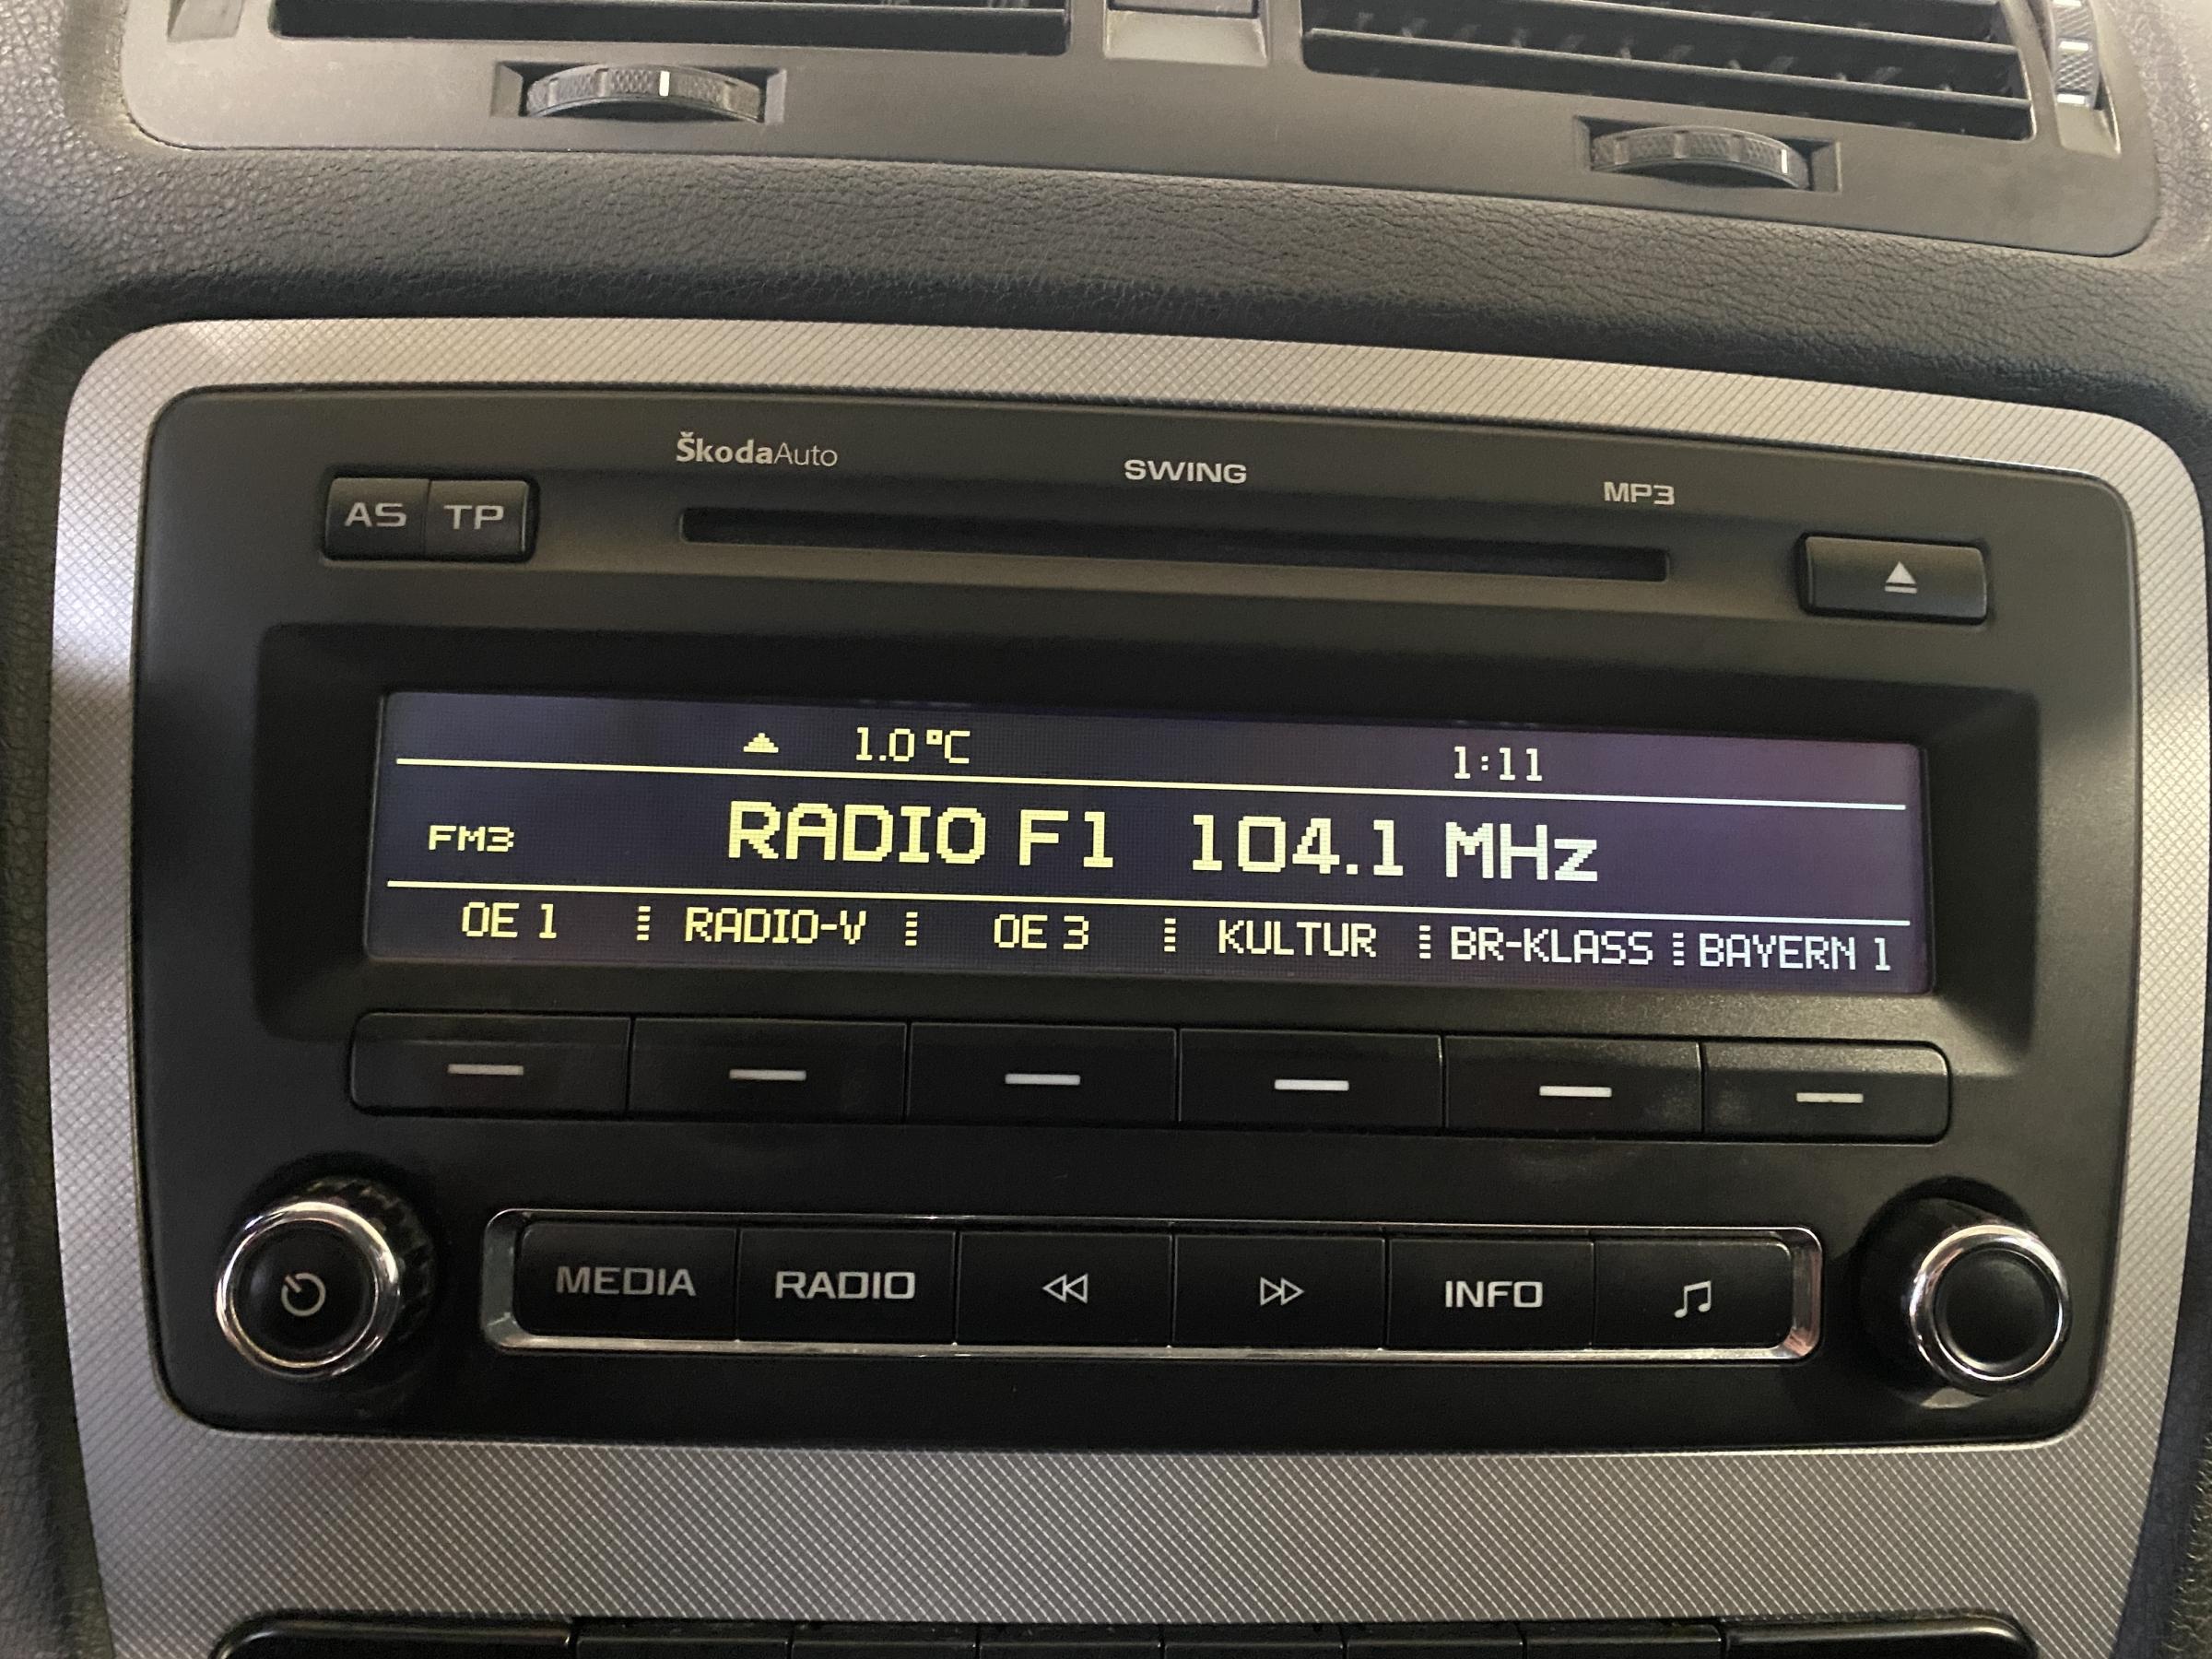 ŠkodaAuto SWING MP3
AS TP
1.0 °C 1:11
FM3 RADIO F1 104.1 MHz
OE 1 RADIO-V OE 3 KULTUR BR-KLASS BAYERN 1
MEDIA RADIO INFO